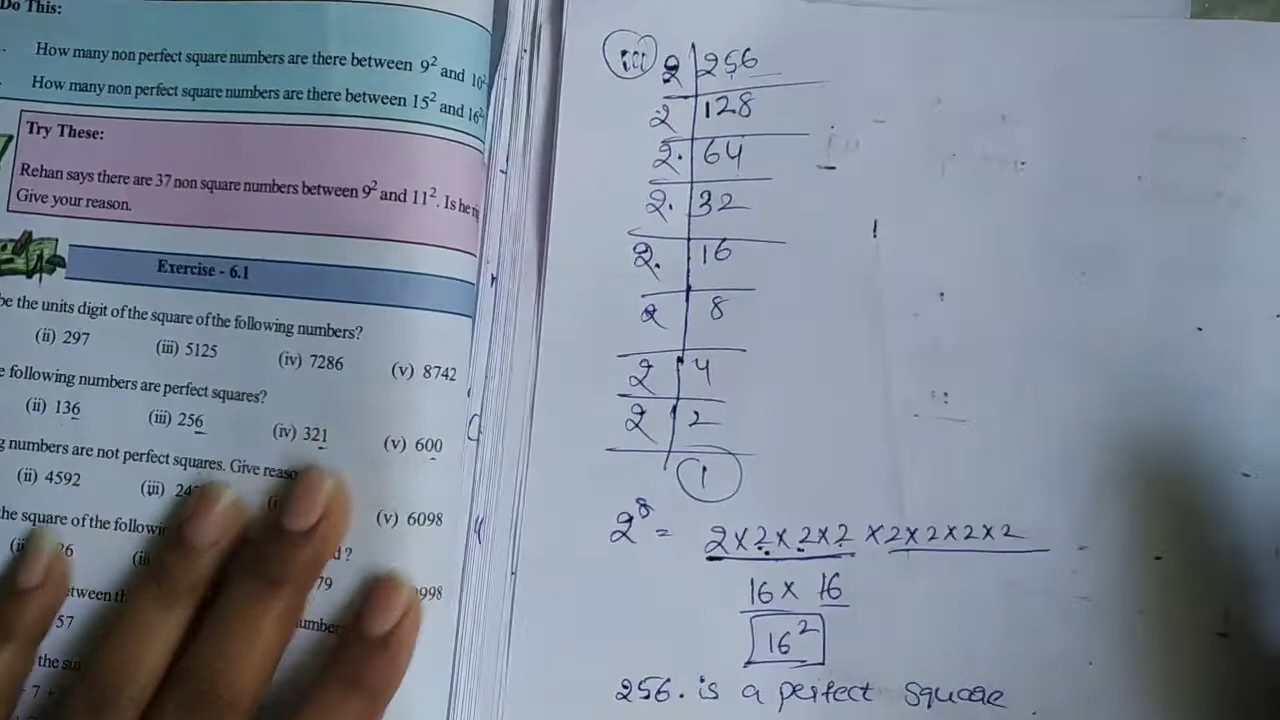 Do This:
How many non perfect square numbers are there between 9² and 10²
How many non perfect square numbers are there between 15² and 16²
Try These:
Rehan says there are 37 non square numbers between 9² and 11². Is he
Give your reason.
Exercise - 6.1
be the units digit of the square of the following numbers?
(ii) 297 (iii) 5125 (iv) 7286 (v) 8742
following numbers are perfect squares?
(ii) 136 (iii) 256 (iv) 321 (v) 600
numbers are not perfect squares. Give
(ii) 4592 (iii) (v) 6098
the square of the
?
79 998
57
the
7 +
(iii) 2 | 256
2 | 128
2. | 64
2. | 32
2. | 16
2 | 8
2 | 4
2 | 2
1
2⁸ = 2×2×2×2 ×2×2×2×2
16 × 16
16²
256. is a perfect square.